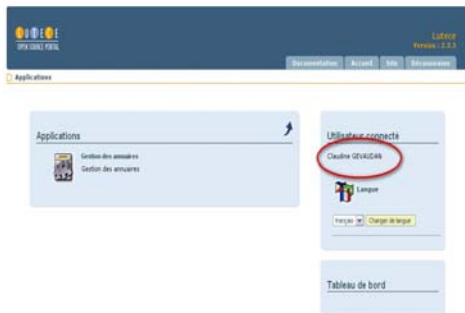 LUTECE
OPEN SOURCE PORTAL
Lutece
Version : 2.3.3
Documentation
Accueil
Site
Déconnexion
Applications
Applications
Gestion des annuaires
Gestion des annuaires
Utilisateur connecté
Claudine GEVAUDAN
Langue
français
Changer de langue
Tableau de bord